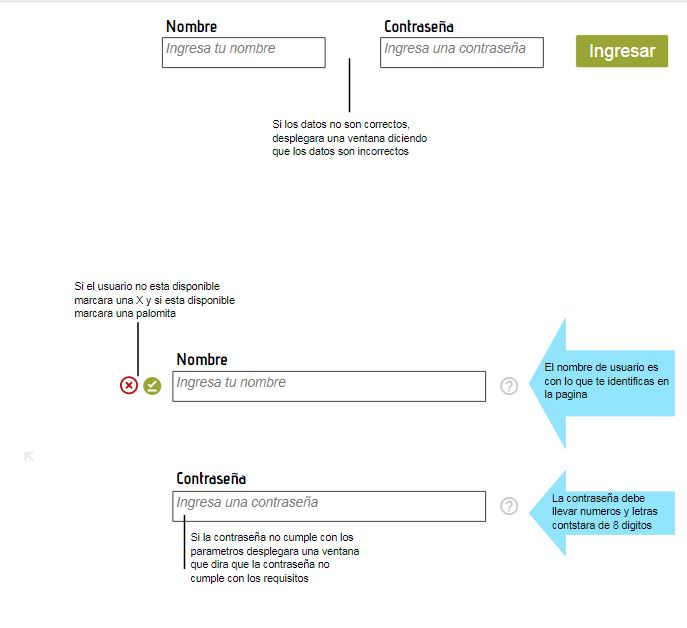 Nombre
Contraseña
Ingresa tu nombre
Ingresa una contraseña
Ingresar
Si los datos no son correctos,
desplegara una ventana diciendo
que los datos son incorrectos
Si el usuario no esta disponible
marcara una X y si esta disponible
marcara una palomita
Nombre
Ingresa tu nombre
?
El nombre de usuario es
con lo que te identificas en
la pagina
Contraseña
Ingresa una contraseña
?
La contraseña debe
llevar numeros y letras
contstara de 8 digitos
Si la contraseña no cumple con los
parametros desplegara una ventana
que dira que la contraseña no
cumple con los requisitos